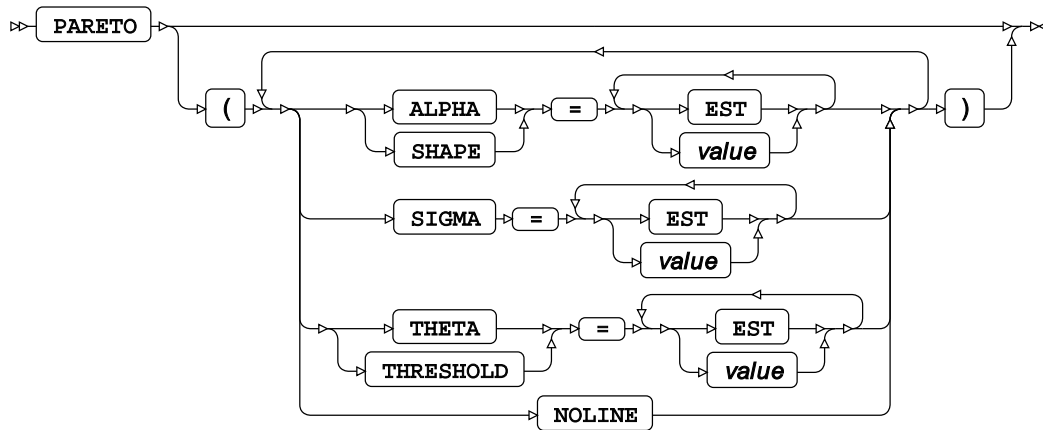 PARETO
( ALPHA = EST )
SHAPE value
SIGMA = EST
value
THETA = EST
THRESHOLD value
NOLINE